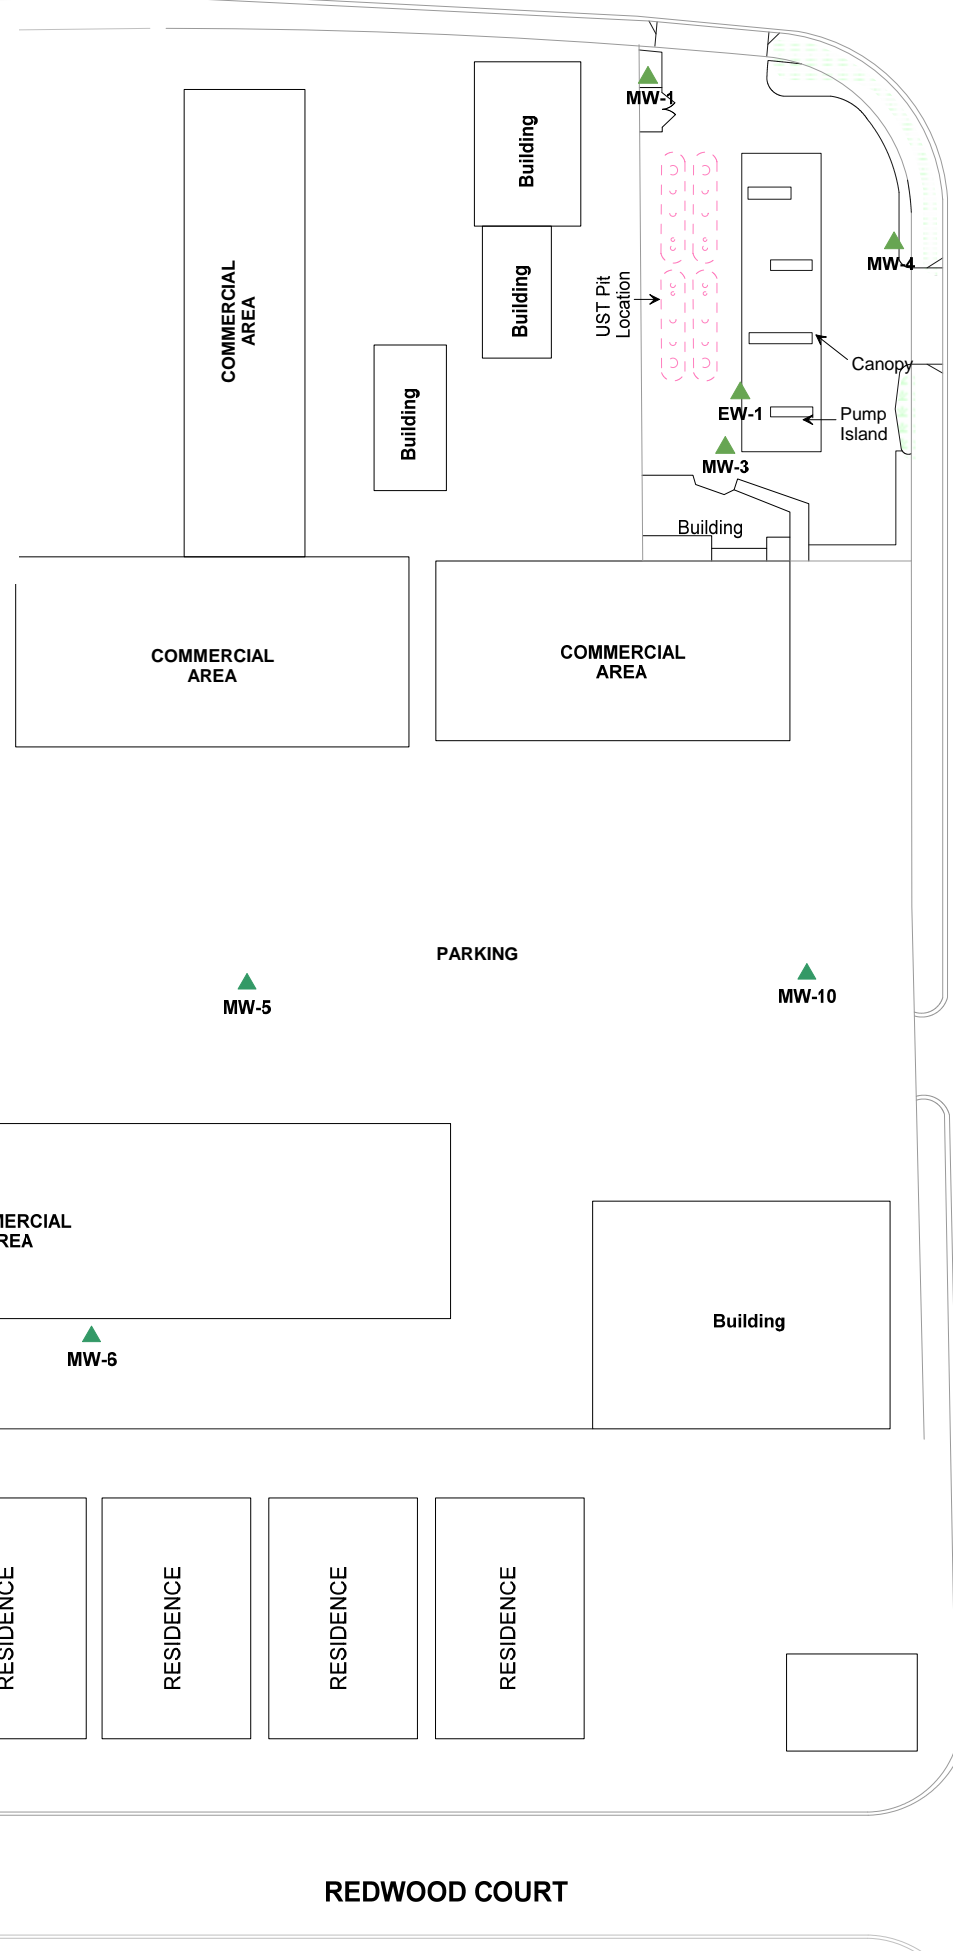 MW-1
Building
MW-4
COMMERCIAL
AREA
Building
UST Pit
Location
Canopy
Building
EW-1
Pump
Island
MW-3
Building
COMMERCIAL
AREA
COMMERCIAL
AREA
PARKING
MW-5
MW-10
MERCIAL
REA
Building
MW-6
RESIDENCE
RESIDENCE
RESIDENCE
RESIDENCE
REDWOOD COURT